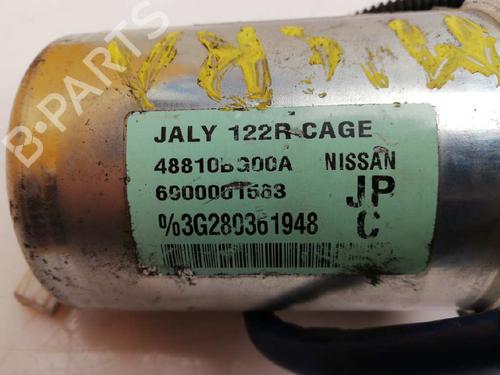 JALY 122R-CAGE
48810BG00A NISSAN
6900001563 JP
%3G280361948 C
B-PARTS